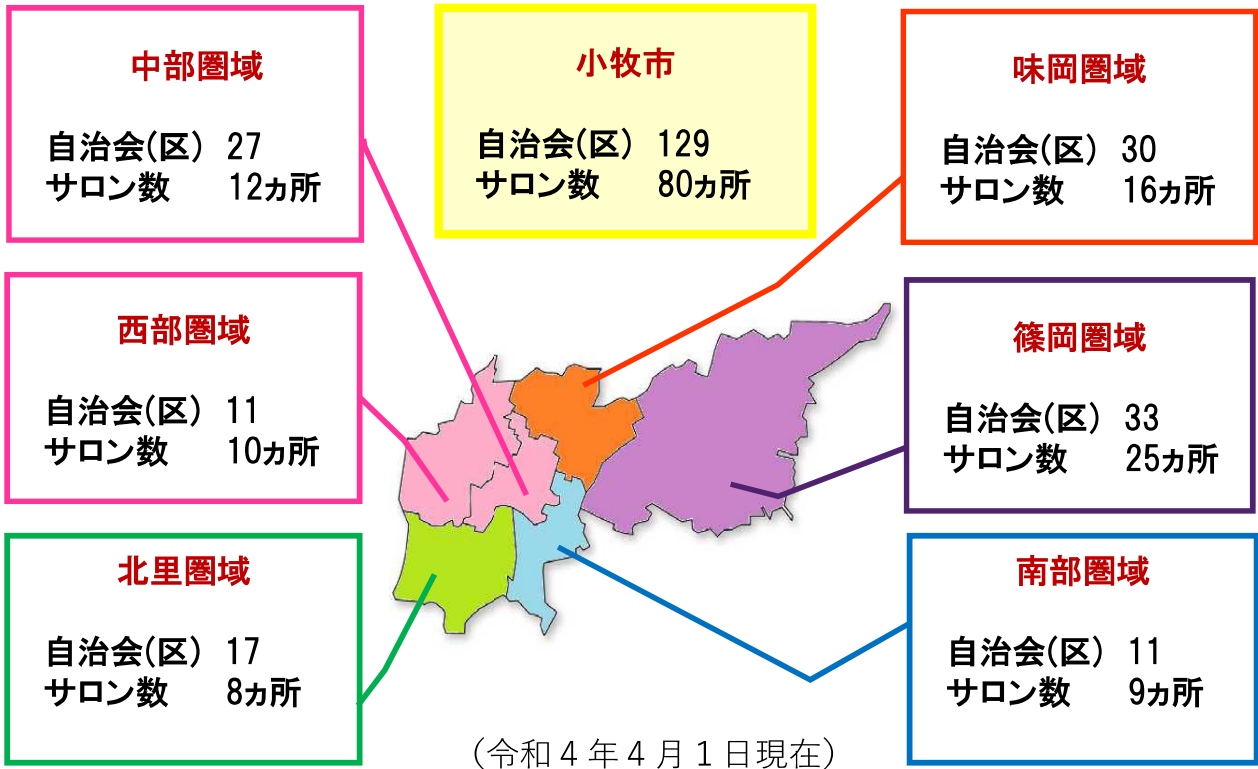 中部圏域
自治会(区) 27
サロン数 12ヵ所
小牧市
自治会(区) 129
サロン数 80ヵ所
味岡圏域
自治会(区) 30
サロン数 16ヵ所
西部圏域
自治会(区) 11
サロン数 10ヵ所
篠岡圏域
自治会(区) 33
サロン数 25ヵ所
北里圏域
自治会(区) 17
サロン数 8ヵ所
南部圏域
自治会(区) 11
サロン数 9ヵ所
（令和４年４月１日現在）